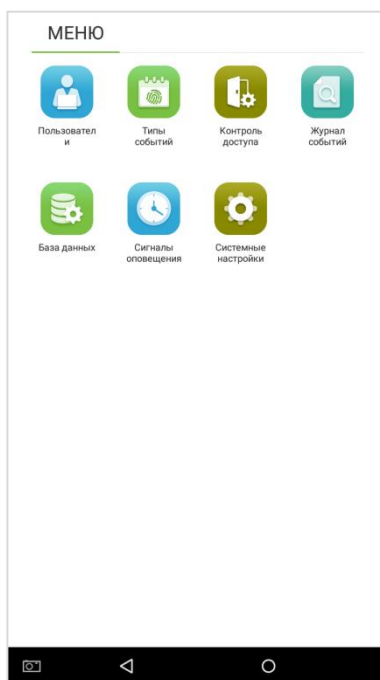 МЕНЮ
Пользовател
и
Типы
событий
Контроль
доступа
Журнал
событий
База данных
Сигналы
оповещения
Системные
настройки